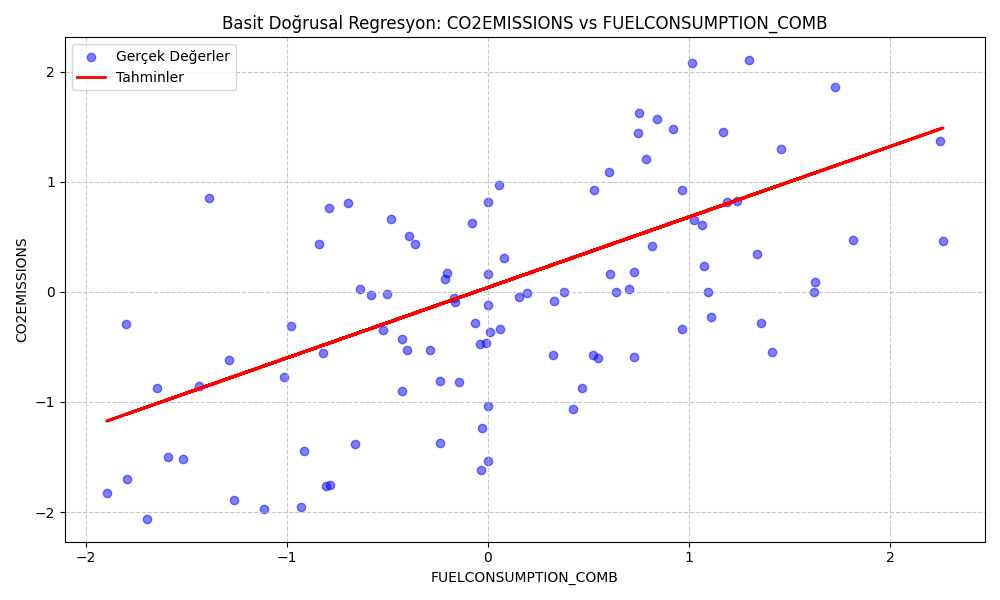 Basit Doğrusal Regresyon: CO2EMISSIONS vs FUELCONSUMPTION_COMB
Gerçek Değerler
Tahminler
2
1
0
−1
−2
CO2EMISSIONS
−2
−1
0
1
2
FUELCONSUMPTION_COMB